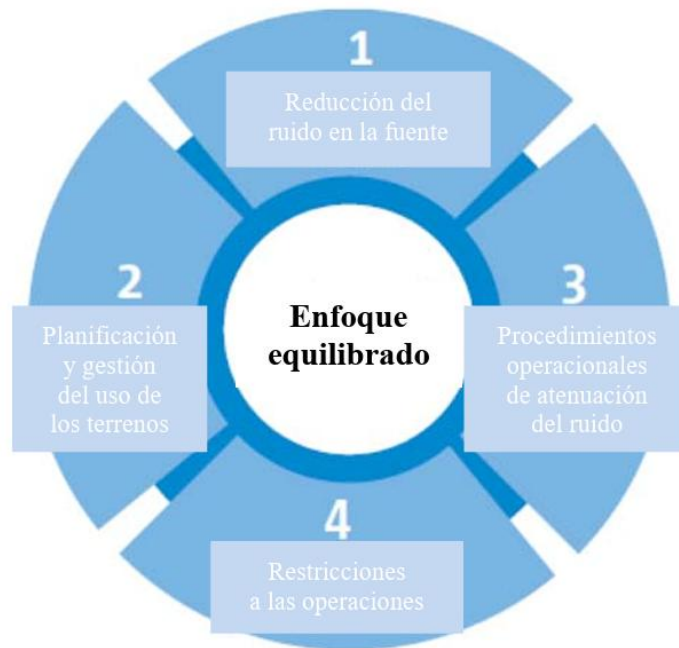 1
Reducción del
ruido en la fuente
2
Planificación
y gestión
del uso de
los terrenos
Enfoque
equilibrado
3
Procedimientos
operacionales
de atenuación
del ruido
4
Restricciones
a las operaciones